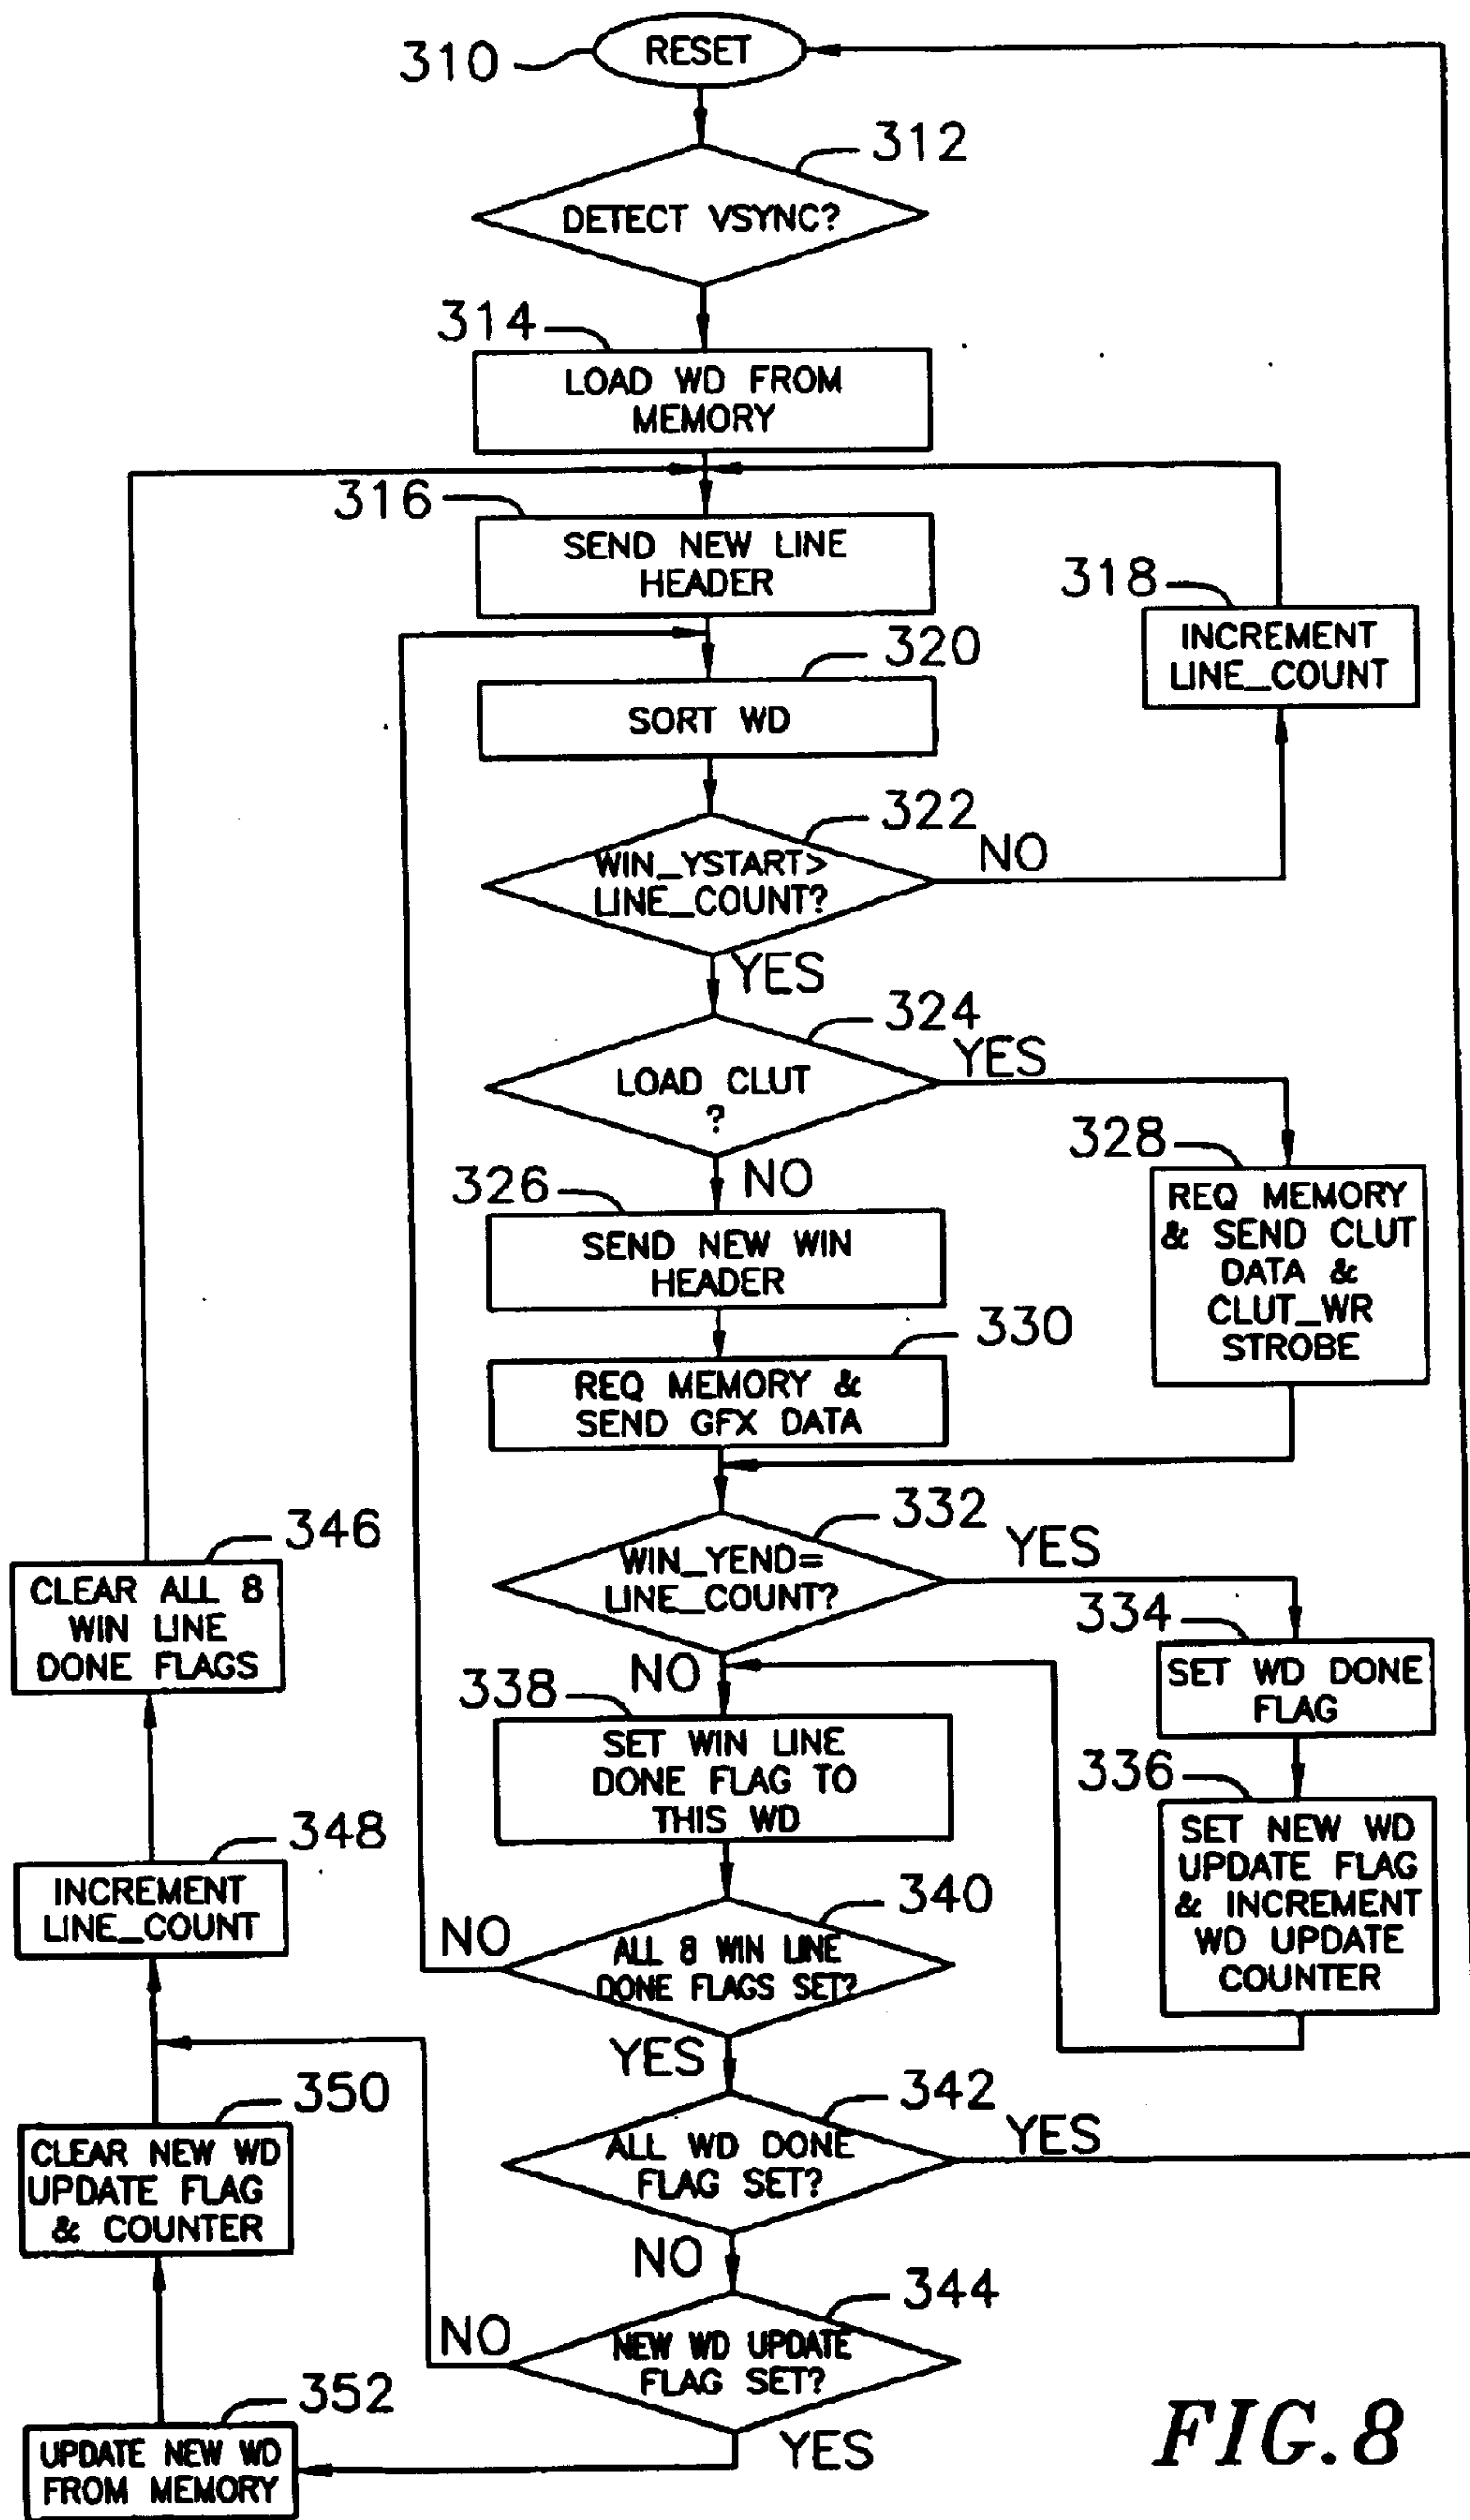 310
RESET
312
DETECT VSYNC?
314
LOAD WD FROM
MEMORY
316
SEND NEW LINE
HEADER
318
INCREMENT
LINE_COUNT
320
SORT WD
322
WIN_YSTART>
LINE_COUNT?
NO
YES
324
LOAD CLUT
?
YES
NO
326
SEND NEW WIN
HEADER
328
REQ MEMORY
& SEND CLUT
DATA &
CLUT_WR
STROBE
330
REQ MEMORY &
SEND GFX DATA
332
WIN_YEND=
LINE_COUNT?
YES
NO
334
SET WD DONE
FLAG
336
SET NEW WD
UPDATE FLAG
& INCREMENT
WD UPDATE
COUNTER
338
SET WIN LINE
DONE FLAG TO
THIS WD
340
ALL 8 WIN LINE
DONE FLAGS SET?
NO
YES
342
ALL WD DONE
FLAG SET?
YES
NO
344
NEW WD UPDATE
FLAG SET?
NO
YES
346
CLEAR ALL 8
WIN LINE
DONE FLAGS
348
INCREMENT
LINE_COUNT
350
CLEAR NEW WD
UPDATE FLAG
& COUNTER
352
UPDATE NEW WD
FROM MEMORY
FIG.8